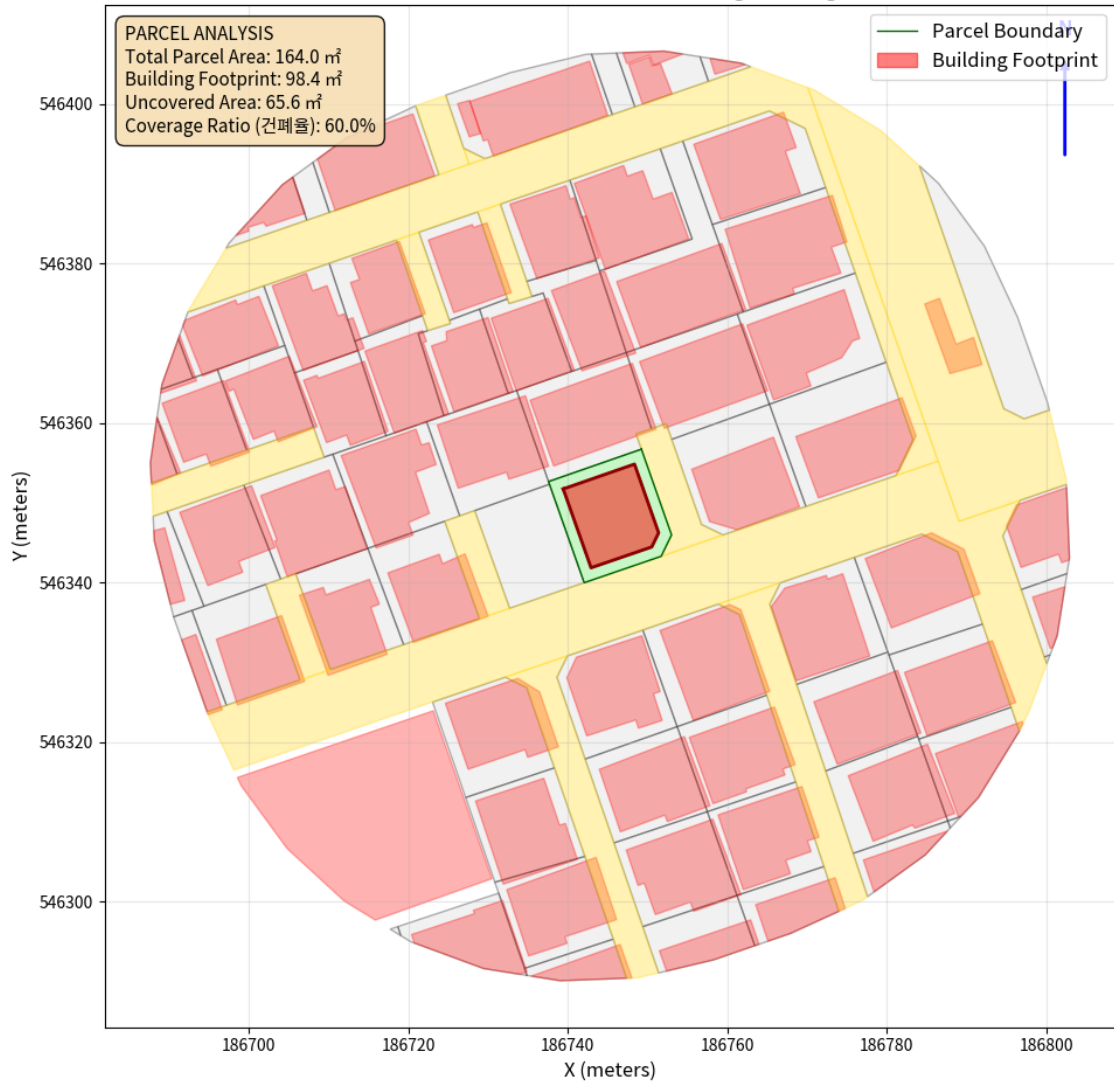 PARCEL ANALYSIS
Total Parcel Area: 164.0 ㎡
Building Footprint: 98.4 ㎡
Uncovered Area: 65.6 ㎡
Coverage Ratio (건폐율): 60.0%
N
Parcel Boundary
Building Footprint
546400
546380
546360
546340
546320
546300
Y (meters)
186700
186720
186740
186760
186780
186800
X (meters)